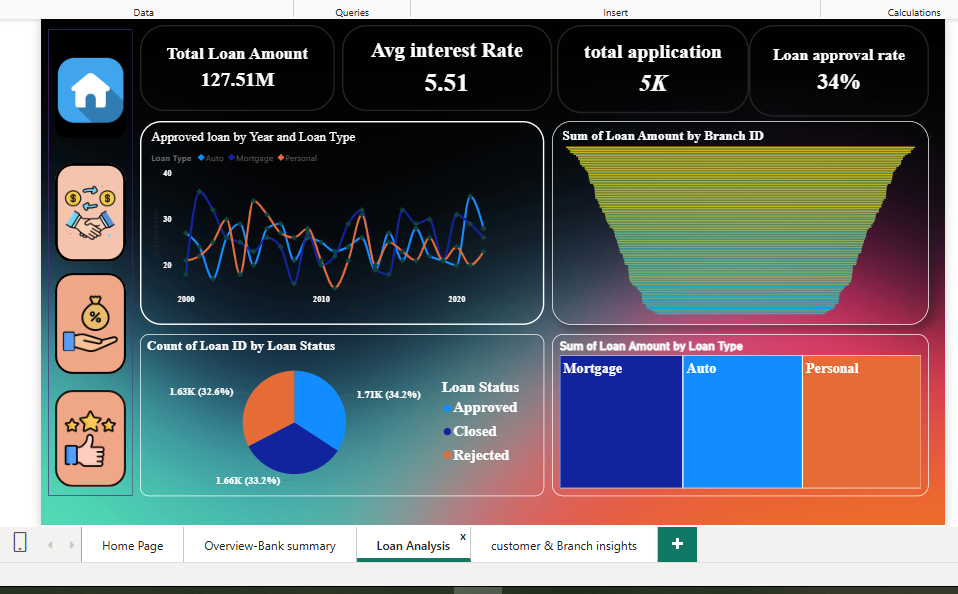 Data
Queries
Insert
Calculations
Total Loan Amount
127.51M
Avg interest Rate
5.51
total application
5K
Loan approval rate
34%
Approved loan by Year and Loan Type
Loan Type Auto Mortgage Personal
40
30
20
2000 2010 2020
Sum of Loan Amount by Branch ID
Count of Loan ID by Loan Status
1.63K (32.6%)
1.71K (34.2%)
1.66K (33.2%)
Loan Status
Approved
Closed
Rejected
Sum of Loan Amount by Loan Type
Mortgage
Auto
Personal
Home Page
Overview-Bank summary
Loan Analysis x
customer & Branch insights
+